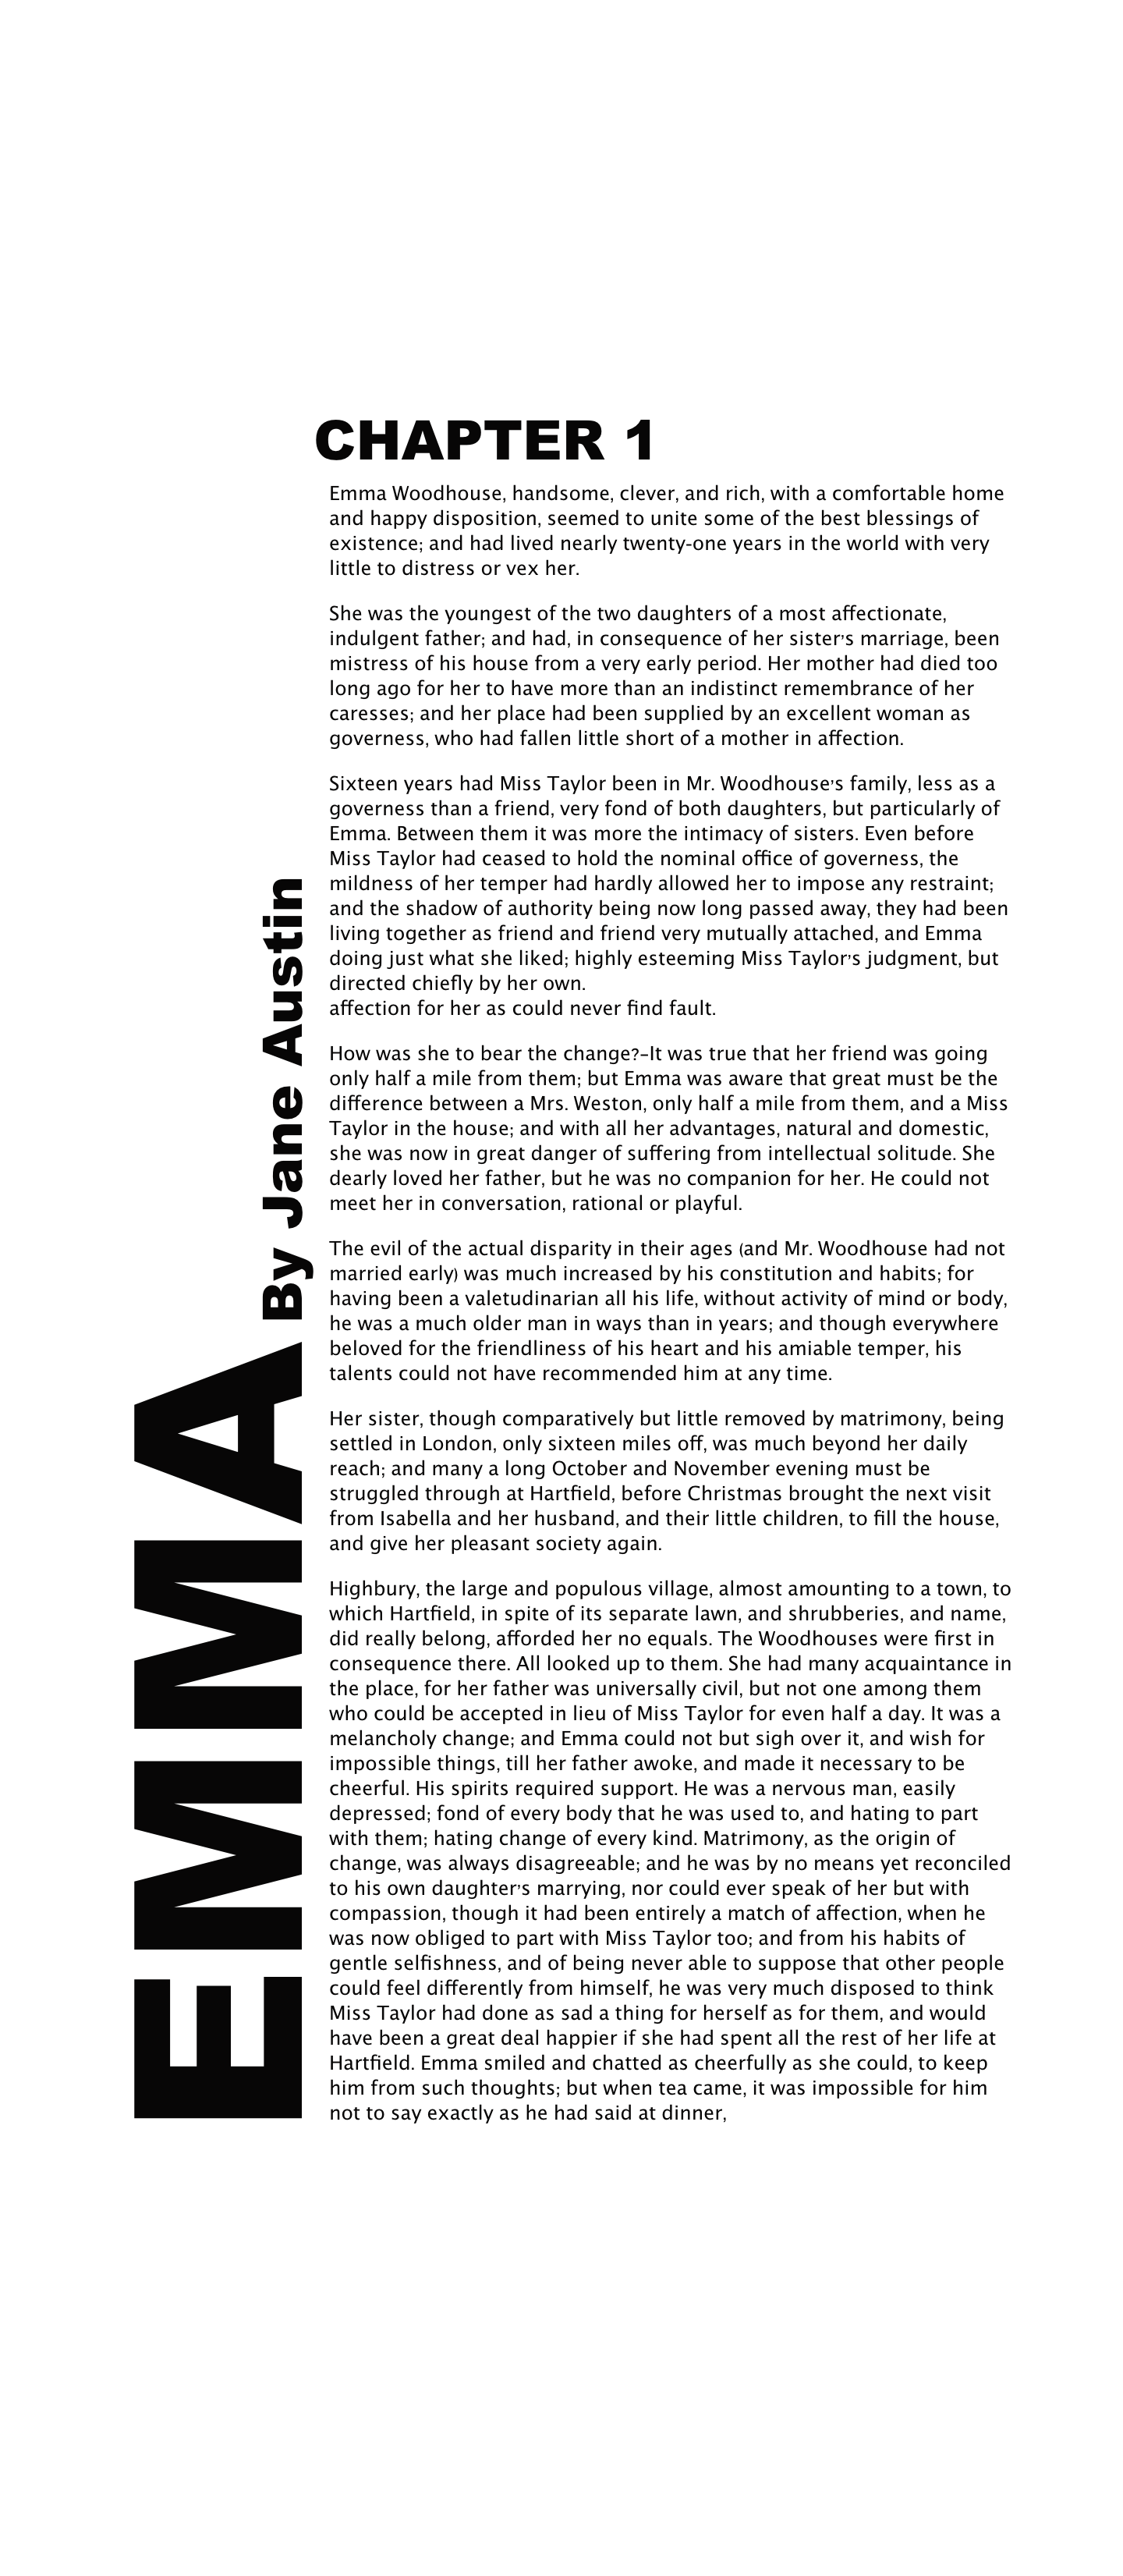 EMMA By Jane Austin
CHAPTER 1
Emma Woodhouse, handsome, clever, and rich, with a comfortable home
and happy disposition, seemed to unite some of the best blessings of
existence; and had lived nearly twenty-one years in the world with very
little to distress or vex her.
She was the youngest of the two daughters of a most affectionate,
indulgent father; and had, in consequence of her sister's marriage, been
mistress of his house from a very early period. Her mother had died too
long ago for her to have more than an indistinct remembrance of her
caresses; and her place had been supplied by an excellent woman as
governess, who had fallen little short of a mother in affection.
Sixteen years had Miss Taylor been in Mr. Woodhouse's family, less as a
governess than a friend, very fond of both daughters, but particularly of
Emma. Between them it was more the intimacy of sisters. Even before
Miss Taylor had ceased to hold the nominal office of governess, the
mildness of her temper had hardly allowed her to impose any restraint;
and the shadow of authority being now long passed away, they had been
living together as friend and friend very mutually attached, and Emma
doing just what she liked; highly esteeming Miss Taylor's judgment, but
directed chiefly by her own.
affection for her as could never find fault.
How was she to bear the change?–It was true that her friend was going
only half a mile from them; but Emma was aware that great must be the
difference between a Mrs. Weston, only half a mile from them, and a Miss
Taylor in the house; and with all her advantages, natural and domestic,
she was now in great danger of suffering from intellectual solitude. She
dearly loved her father, but he was no companion for her. He could not
meet her in conversation, rational or playful.
The evil of the actual disparity in their ages (and Mr. Woodhouse had not
married early) was much increased by his constitution and habits; for
having been a valetudinarian all his life, without activity of mind or body,
he was a much older man in ways than in years; and though everywhere
beloved for the friendliness of his heart and his amiable temper, his
talents could not have recommended him at any time.
Her sister, though comparatively but little removed by matrimony, being
settled in London, only sixteen miles off, was much beyond her daily
reach; and many a long October and November evening must be
struggled through at Hartfield, before Christmas brought the next visit
from Isabella and her husband, and their little children, to fill the house,
and give her pleasant society again.
Highbury, the large and populous village, almost amounting to a town, to
which Hartfield, in spite of its separate lawn, and shrubberies, and name,
did really belong, afforded her no equals. The Woodhouses were first in
consequence there. All looked up to them. She had many acquaintance in
the place, for her father was universally civil, but not one among them
who could be accepted in lieu of Miss Taylor for even half a day. It was a
melancholy change; and Emma could not but sigh over it, and wish for
impossible things, till her father awoke, and made it necessary to be
cheerful. His spirits required support. He was a nervous man, easily
depressed; fond of every body that he was used to, and hating to part
with them; hating change of every kind. Matrimony, as the origin of
change, was always disagreeable; and he was by no means yet reconciled
to his own daughter's marrying, nor could ever speak of her but with
compassion, though it had been entirely a match of affection, when he
was now obliged to part with Miss Taylor too; and from his habits of
gentle selfishness, and of being never able to suppose that other people
could feel differently from himself, he was very much disposed to think
Miss Taylor had done as sad a thing for herself as for them, and would
have been a great deal happier if she had spent all the rest of her life at
Hartfield. Emma smiled and chatted as cheerfully as she could, to keep
him from such thoughts; but when tea came, it was impossible for him
not to say exactly as he had said at dinner,